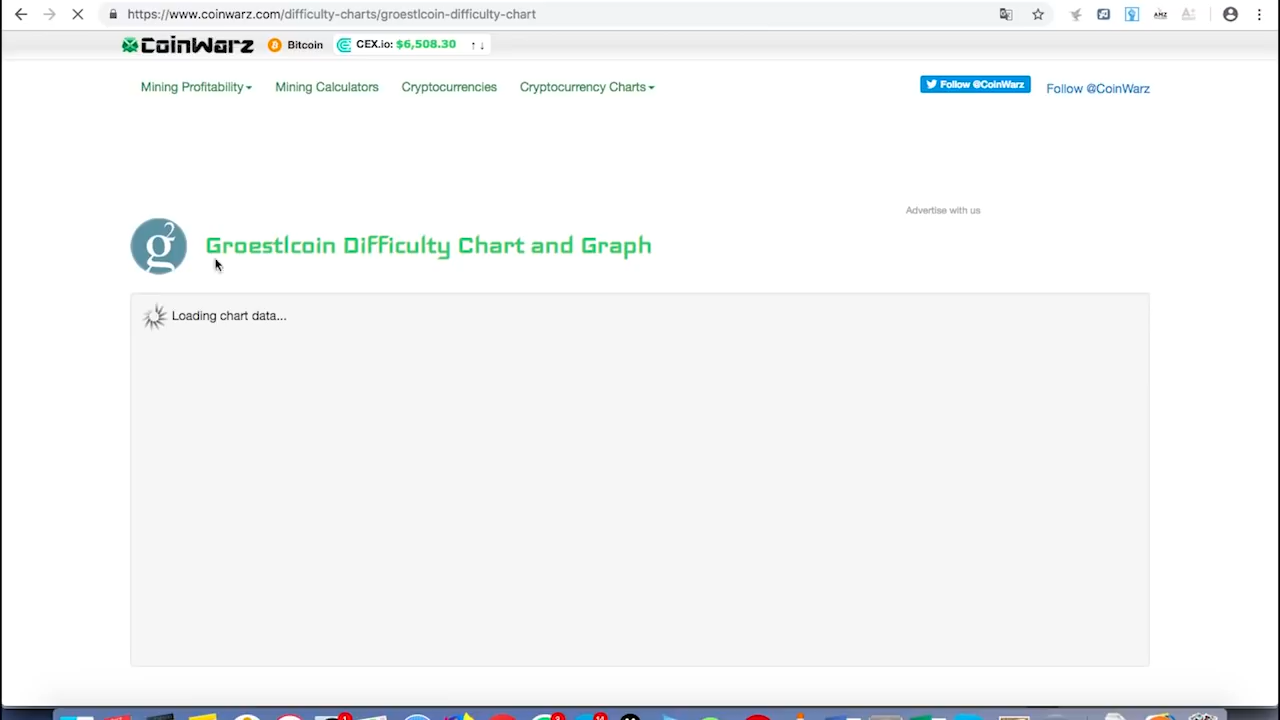 https://www.coinwarz.com/difficulty-charts/groestlcoin-difficulty-chart
CoinWarz Bitcoin CEX.io: $6,508.30 ↑ ↓
Mining Profitability Mining Calculators Cryptocurrencies Cryptocurrency Charts Follow @CoinWarz Follow @CoinWarz
Advertise with us
g2 Groestlcoin Difficulty Chart and Graph
Loading chart data...